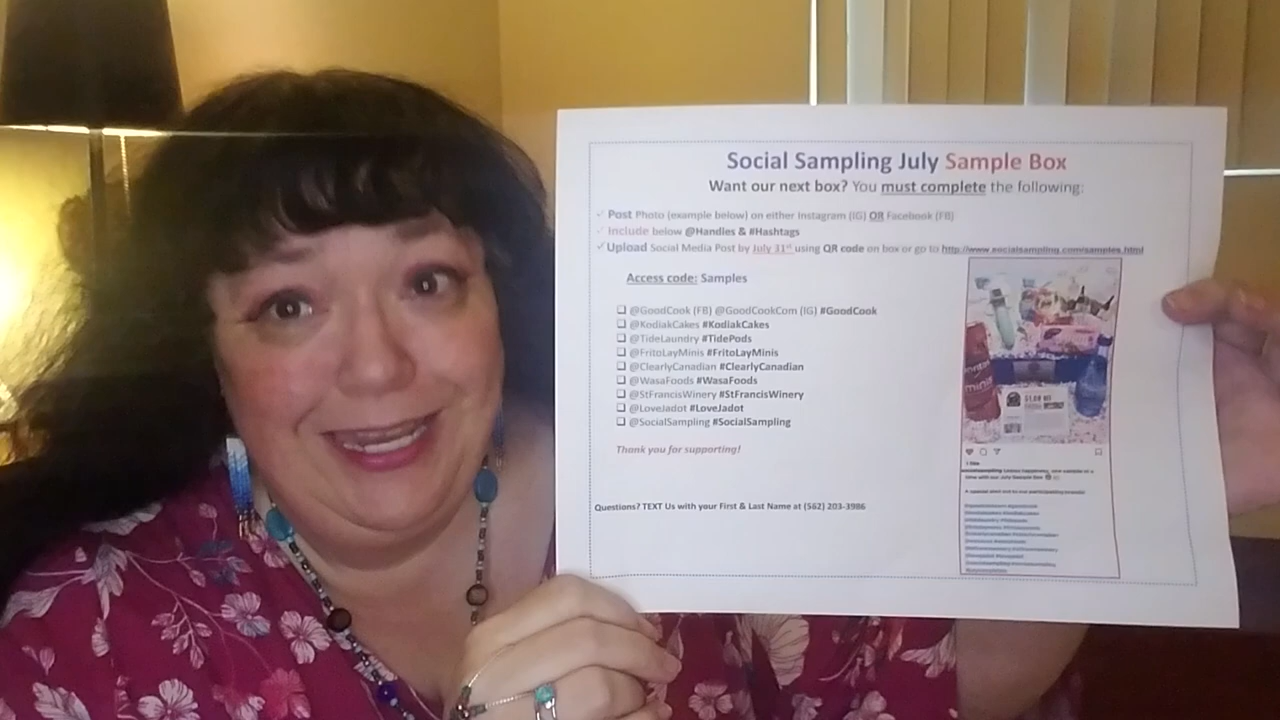 Social Sampling July Sample Box
Want our next box? You must complete the following:
✓ Post Photo (example below) on either Instagram (IG) OR Facebook (FB)
✓ Include below @Handles & #Hashtags
✓ Upload Social Media Post by July 31st using QR code on box or go to http://www.socialsampling.com/samples.html
Access code: Samples
❑ @GoodCook (FB) @GoodCookCom (IG) #GoodCook
❑ @KodiakCakes #KodiakCakes
❑ @TideLaundry #TidePods
❑ @FritoLayMinis #FritoLayMinis
❑ @ClearlyCanadian #ClearlyCanadian
❑ @WasaFoods #WasaFoods
❑ @StFrancisWinery #StFrancisWinery
❑ @LoveJadot #LoveJadot
❑ @SocialSampling #SocialSampling
Thank you for supporting!
Questions? TEXT Us with your First & Last Name at (562) 203-3986
minis
$1.00